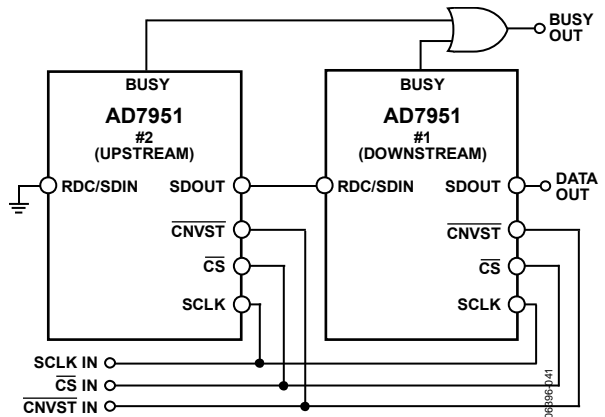 BUSY
OUT
BUSY
AD7951
#2
(UPSTREAM)
RDC/SDIN
SDOUT
CNVST
CS
SCLK
BUSY
AD7951
#1
(DOWNSTREAM)
RDC/SDIN
SDOUT
CNVST
CS
SCLK
DATA
OUT
SCLK IN
CS IN
CNVST IN
06396-041